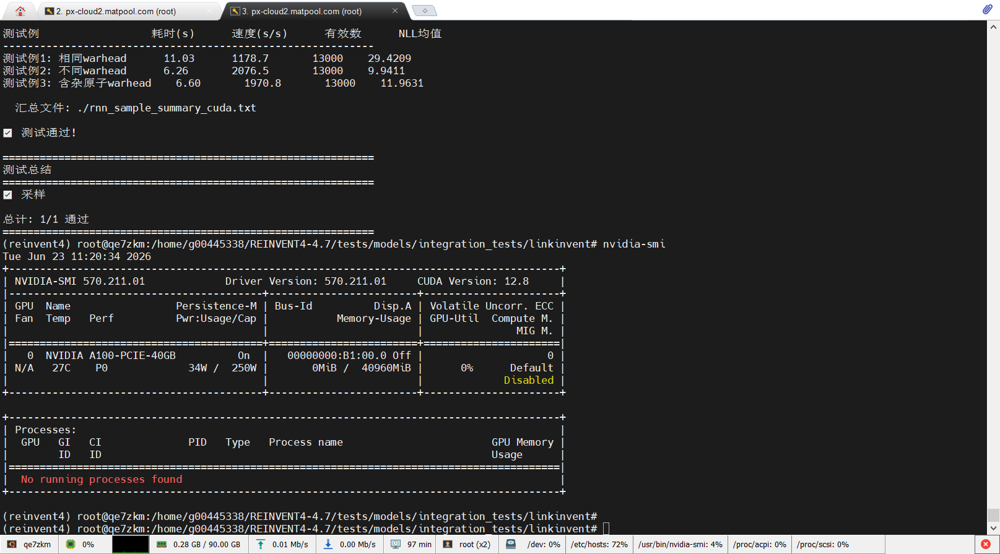 2. px-cloud2.matpool.com (root)
3. px-cloud2.matpool.com (root)
测试例 耗时(s) 速度(s/s) 有效数 NLL均值
------------------------------------------------------------
测试例1: 相同warhead 11.03 1178.7 13000 29.4209
测试例2: 不同warhead 6.26 2076.5 13000 9.9411
测试例3: 含杂原子warhead 6.60 1970.8 13000 11.9631
汇总文件: ./rnn_sample_summary_cuda.txt
✓ 测试通过!
============================================================
测试总结
============================================================
✓ 采样
总计: 1/1 通过
============================================================
(reinvent4) root@qe7zkm:/home/g00445338/REINVENT4-4.7/tests/models/integration_tests/linkinvent# nvidia-smi
Tue Jun 23 11:20:34 2026
+-----------------------------------------------------------------------------------------+
| NVIDIA-SMI 570.211.01             Driver Version: 570.211.01     CUDA Version: 12.8     |
|-----------------------------------------+------------------------+----------------------+
| GPU  Name                 Persistence-M | Bus-Id          Disp.A | Volatile Uncorr. ECC |
| Fan  Temp   Perf          Pwr:Usage/Cap |           Memory-Usage | GPU-Util  Compute M. |
|                                         |                        |               MIG M. |
|=========================================+========================+======================|
|   0  NVIDIA A100-PCIE-40GB          On  |   00000000:B1:00.0 Off |                    0 |
| N/A   27C    P0             34W /  250W |       0MiB /  40960MiB |      0%      Default |
|                                         |                        |             Disabled |
+-----------------------------------------+------------------------+----------------------+
+-----------------------------------------------------------------------------------------+
| Processes:                                                                              |
|  GPU   GI   CI              PID   Type   Process name                        GPU Memory |
|        ID   ID                                                               Usage      |
|=========================================================================================|
|  No running processes found                                                             |
+-----------------------------------------------------------------------------------------+
(reinvent4) root@qe7zkm:/home/g00445338/REINVENT4-4.7/tests/models/integration_tests/linkinvent#
(reinvent4) root@qe7zkm:/home/g00445338/REINVENT4-4.7/tests/models/integration_tests/linkinvent#
qe7zkm 0% 0.28 GB / 90.00 GB 0.01 Mb/s 0.00 Mb/s 97 min root (x2) /dev: 0% /etc/hosts: 72% /usr/bin/nvidia-smi: 4% /proc/acpi: 0% /proc/scsi: 0%